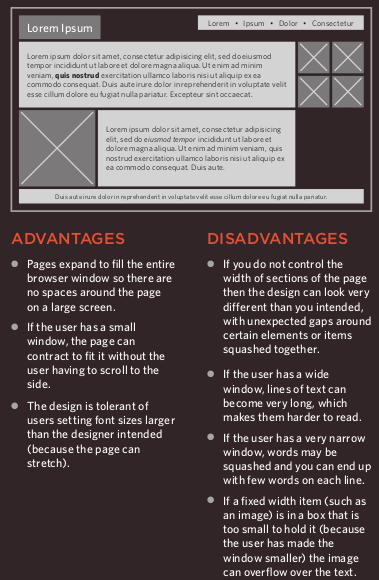 Lorem Ipsum
Lorem • Ipsum • Dolor • Consectetur
Lorem ipsum dolor sit amet, consectetur adipisicing elit, sed do eiusmod
tempor incididunt ut labore et dolore magna aliqua. Ut enim ad minim
veniam, quis nostrud exercitation ullamco laboris nisi ut aliquip ex ea
commodo consequat. Duis aute irure dolor in reprehenderit in voluptate velit
esse cillum dolore eu fugiat nulla pariatur. Excepteur sint occaecat.
Lorem ipsum dolor sit amet, consectetur adipisicing
elit, sed do eiusmod tempor incididunt ut labore et
dolore magna aliqua. Ut enim ad minim veniam, quis
nostrud exercitation ullamco laboris nisi ut aliquip ex
ea commodo consequat. Duis aute.
Duis aute irure dolor in reprehenderit in voluptate velit esse cillum dolore eu fugiat nulla pariatur.
ADVANTAGES
● Pages expand to fill the entire
browser window so there are
no spaces around the page
on a large screen.
● If the user has a small
window, the page can
contract to fit it without the
user having to scroll to the
side.
● The design is tolerant of
users setting font sizes larger
than the designer intended
(because the page can
stretch).
DISADVANTAGES
● If you do not control the
width of sections of the page
then the design can look very
different than you intended,
with unexpected gaps around
certain elements or items
squashed together.
● If the user has a wide
window, lines of text can
become very long, which
makes them harder to read.
● If the user has a very narrow
window, words may be
squashed and you can end up
with few words on each line.
● If a fixed width item (such as
an image) is in a box that is
too small to hold it (because
the user has made the
window smaller) the image
can overflow over the text.